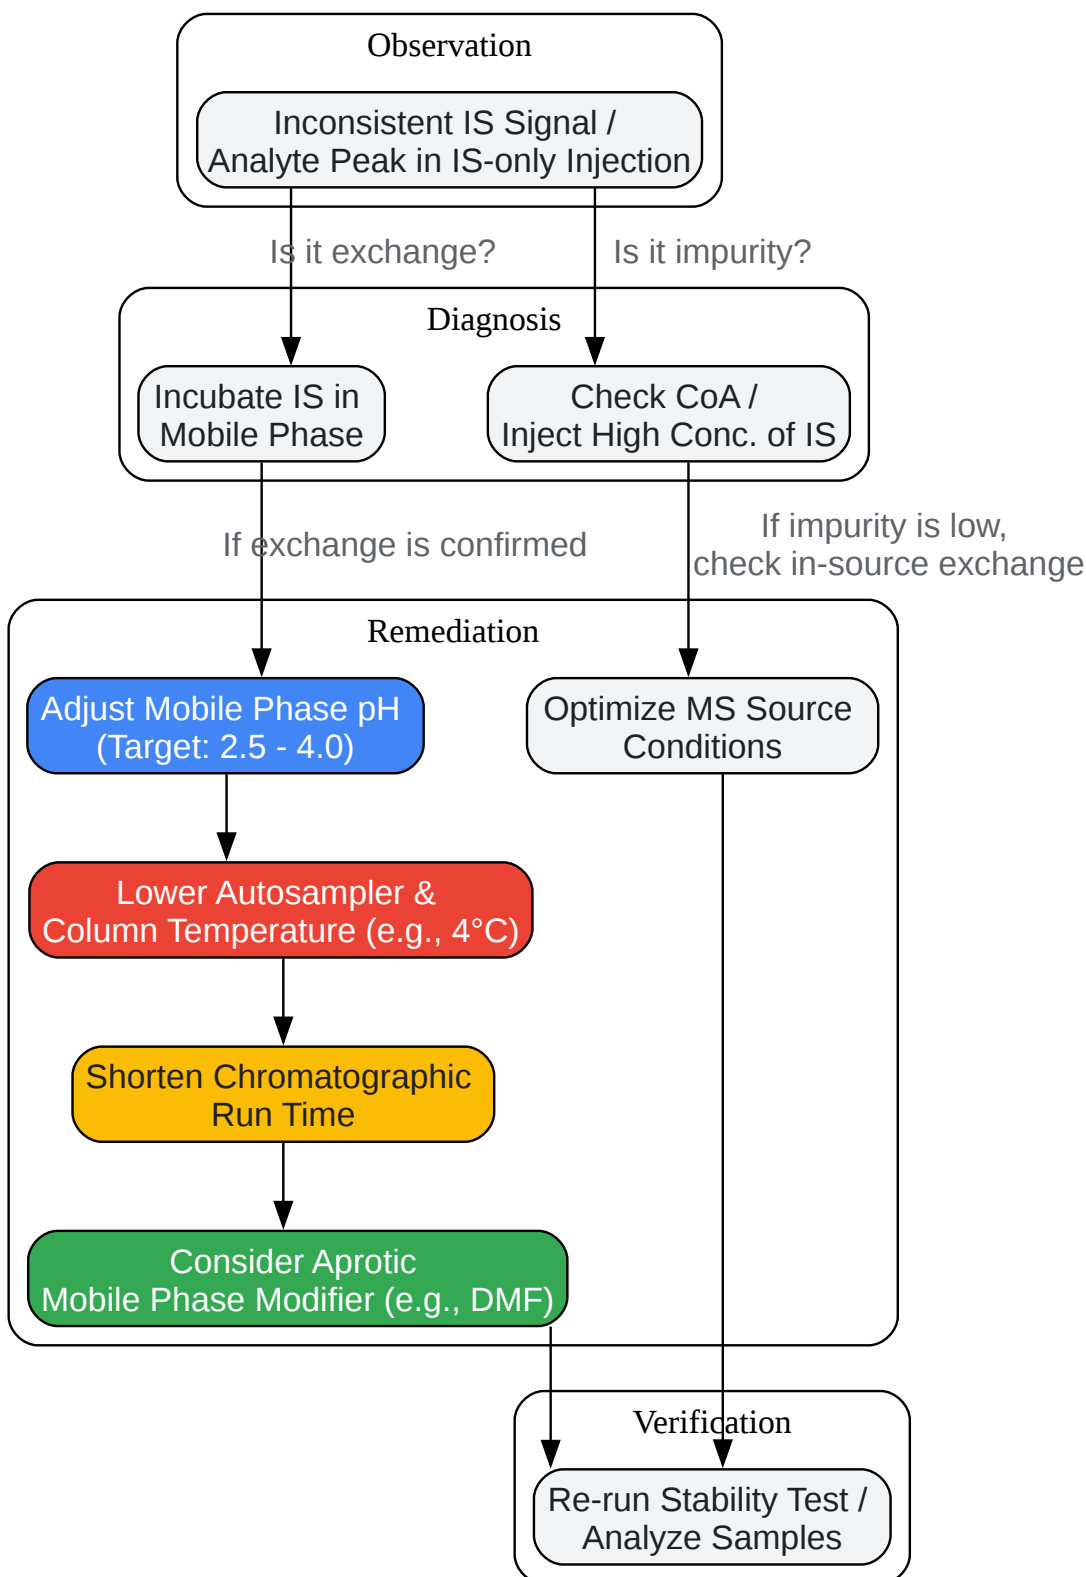 Observation
Inconsistent IS Signal /
Analyte Peak in IS-only Injection
Is it exchange?
Is it impurity?
Diagnosis
Incubate IS in
Mobile Phase
Check CoA /
Inject High Conc. of IS
If exchange is confirmed
If impurity is low,
check in-source exchange
Remediation
Adjust Mobile Phase pH
(Target: 2.5 - 4.0)
Optimize MS Source
Conditions
Lower Autosampler &
Column Temperature (e.g., 4°C)
Shorten Chromatographic
Run Time
Consider Aprotic
Mobile Phase Modifier (e.g., DMF)
Verification
Re-run Stability Test /
Analyze Samples